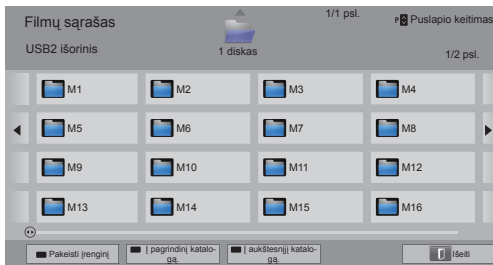 Filmų sąrašas
USB2 išorinis
1 diskas
1/1 psl.
P Puslapio keitimas
1/2 psl.
M1 M2 M3 M4
M5 M6 M7 M8
M9 M10 M11 M12
M13 M14 M15 M16
Pakeisti įrenginį
Į pagrindinį katalo-
gą.
Į aukštesnįjį katalo-
gą.
Išeiti